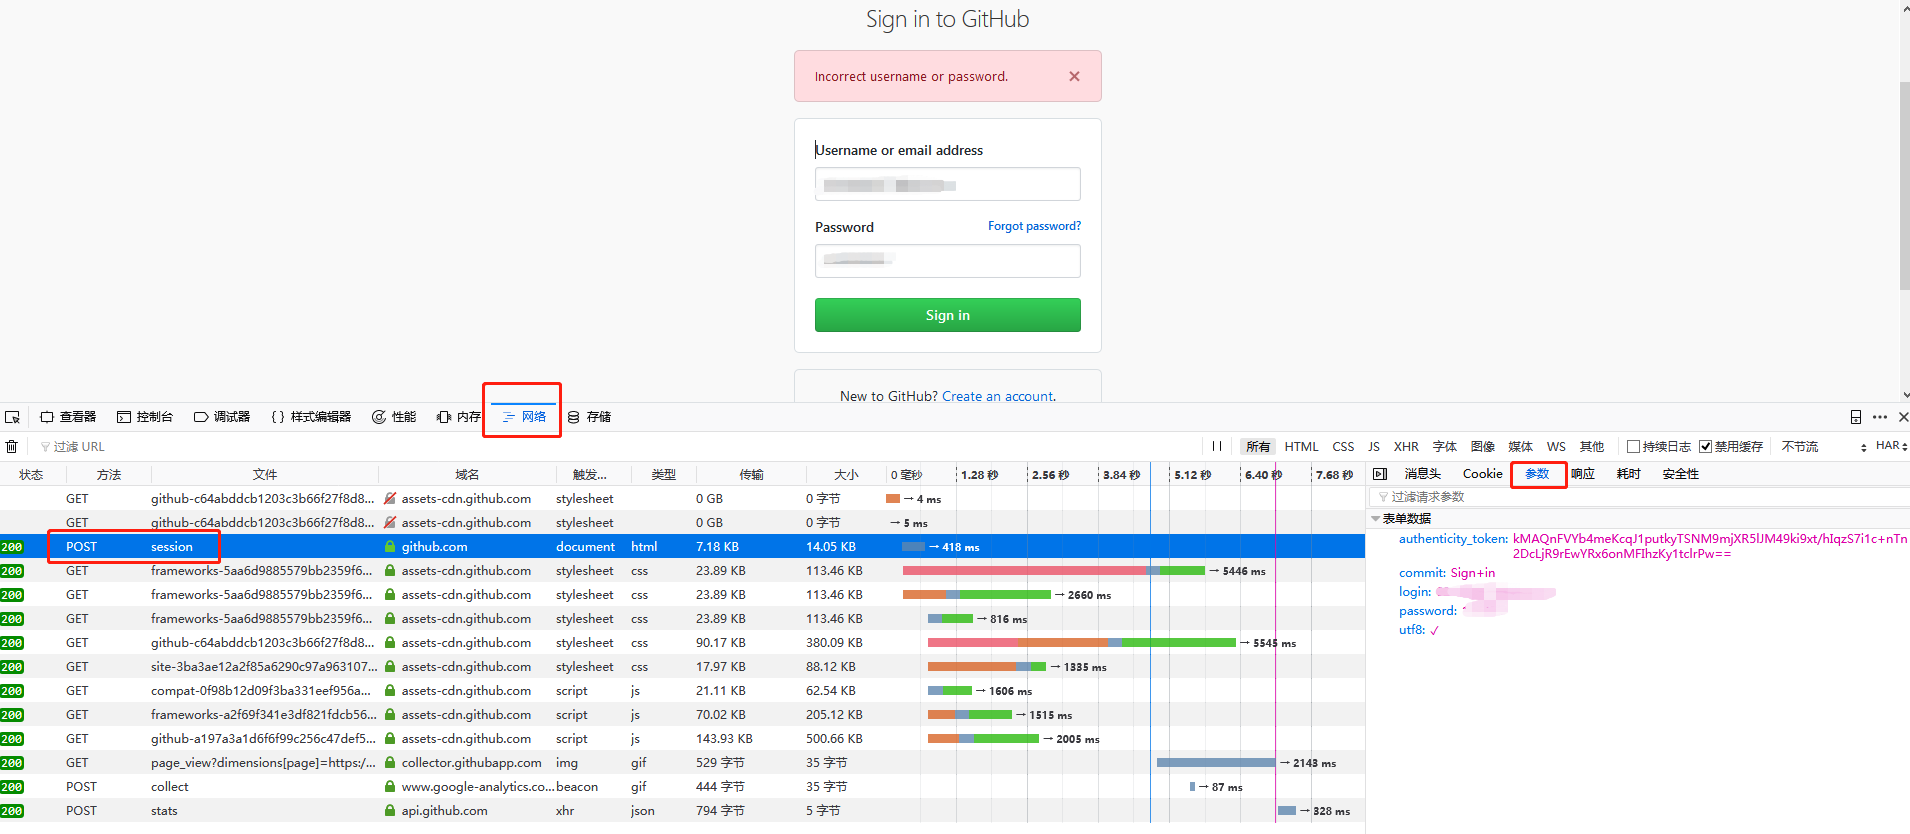 Sign in to GitHub
Incorrect username or password.
Username or email address
Password Forgot password?
Sign in
New to GitHub? Create an account.
查看器 控制台 调试器 {} 样式编辑器 性能 内存 网络 存储
过滤 URL 所有 HTML CSS JS XHR 字体 图像 媒体 WS 其他 持续日志 禁用缓存 不节流 HAR
状态 方法 文件 域名 触发... 类型 传输 大小 0 毫秒 1.28 秒 2.56 秒 3.84 秒 5.12 秒 6.40 秒 7.68 秒
GET github-c64abddcb1203c3b66f27f8d8... assets-cdn.github.com stylesheet 0 GB 0 字节 → 4 ms
GET github-c64abddcb1203c3b66f27f8d8... assets-cdn.github.com stylesheet 0 GB 0 字节 → 5 ms
200 POST session github.com document html 7.18 KB 14.05 KB → 418 ms
200 GET frameworks-5aa6d9885579bb2359f6... assets-cdn.github.com stylesheet css 23.89 KB 113.46 KB → 5446 ms
200 GET frameworks-5aa6d9885579bb2359f6... assets-cdn.github.com stylesheet css 23.89 KB 113.46 KB → 2660 ms
200 GET frameworks-5aa6d9885579bb2359f6... assets-cdn.github.com stylesheet css 23.89 KB 113.46 KB → 816 ms
200 GET github-c64abddcb1203c3b66f27f8d8... assets-cdn.github.com stylesheet css 90.17 KB 380.09 KB → 5545 ms
200 GET site-3ba3ae12a2f85a6290c97a963107... assets-cdn.github.com stylesheet css 17.97 KB 88.12 KB → 1335 ms
200 GET compat-0f98b12d09f3ba331eef956a... assets-cdn.github.com script js 21.11 KB 62.54 KB → 1606 ms
200 GET frameworks-a2f69f341e3df821fdcb56... assets-cdn.github.com script js 70.02 KB 205.12 KB → 1515 ms
200 GET github-a197a3a1d6f6f99c256c47def5... assets-cdn.github.com script js 143.93 KB 500.66 KB → 2005 ms
200 GET page_view?dimensions[page]=https:/... collector.githubapp.com img gif 529 字节 35 字节 → 2143 ms
200 POST collect www.google-analytics.co... beacon gif 444 字节 35 字节 → 87 ms
200 POST stats api.github.com xhr json 794 字节 5 字节 → 328 ms
消息头 Cookie 参数 响应 耗时 安全性
过滤请求参数
表单数据
authenticity_token: kMAQnFVYb4meKcqJ1putkyTSNM9mjXR5lJM49ki9xt/hIqzS7i1c+nTn
2DcLjR9rEwYRx6onMFIhzKy1tclrPw==
commit: Sign+in
login:
password:
utf8: ✓